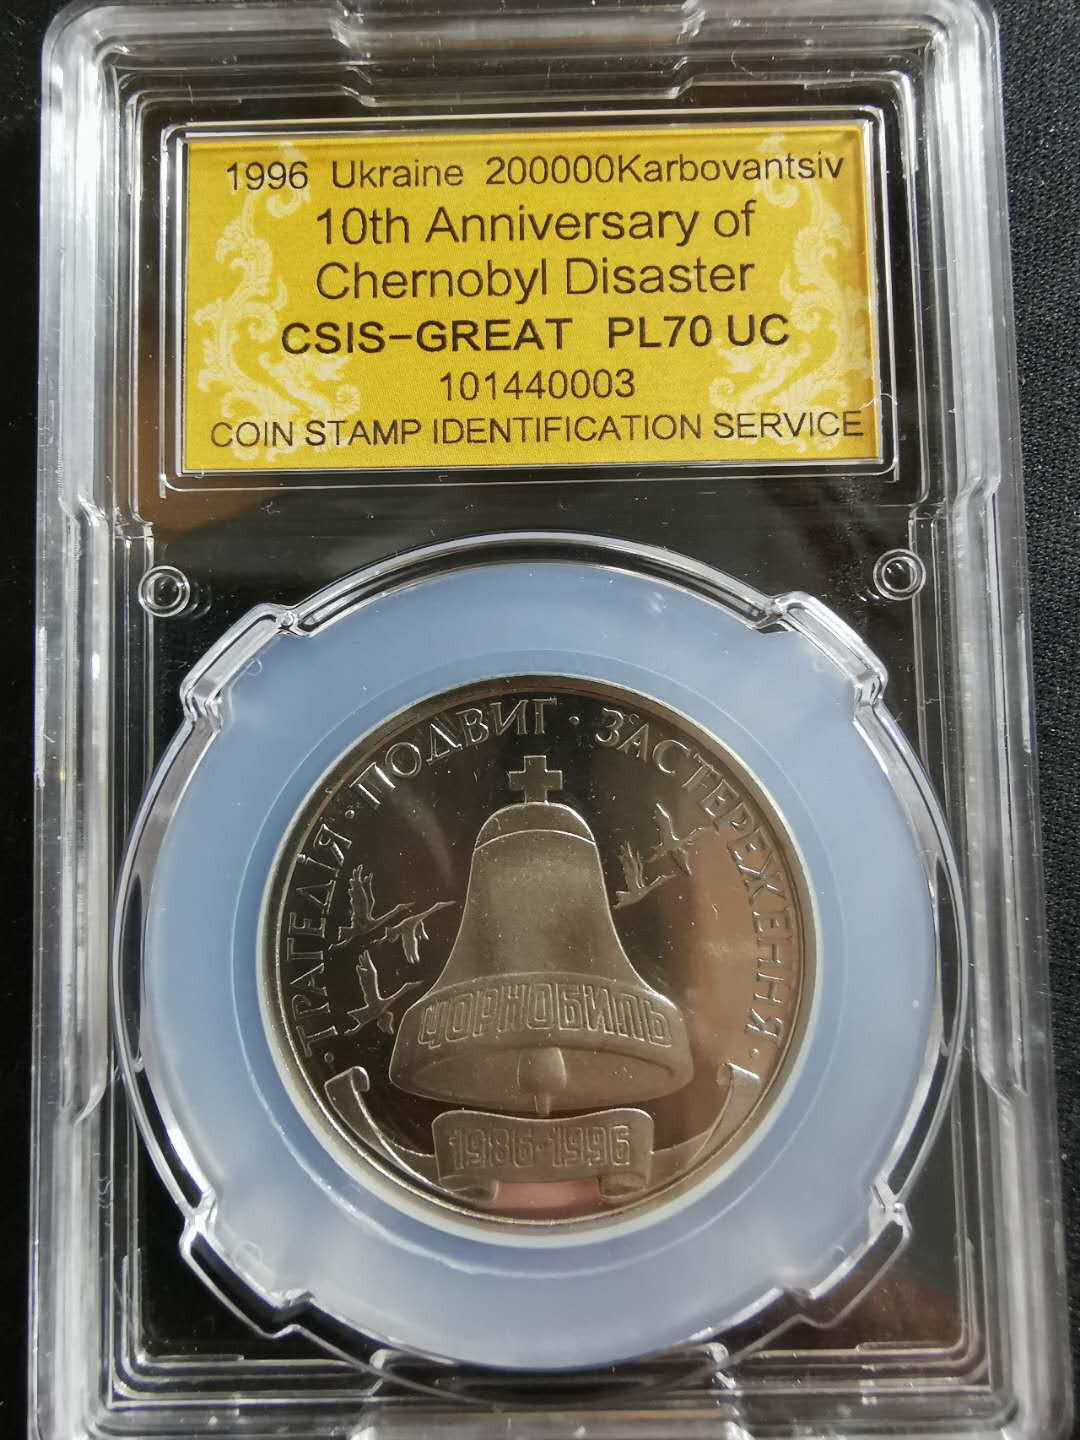 1996 Ukraine 200000Karbovantsiv
10th Anniversary of
Chernobyl Disaster
CSIS-GREAT PL70 UC
101440003
COIN STAMP IDENTIFICATION SERVICE
· ТРАГЕДІЯ · ПОДВИГ · ЗАСТЕРЕЖЕННЯ ·
ЧОРНОБИЛЬ
1986-1996